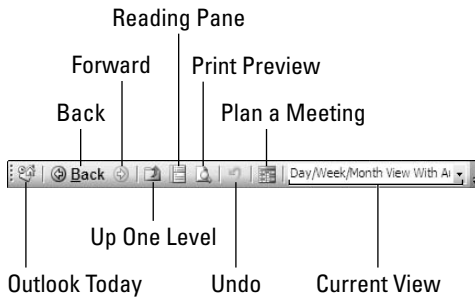 Reading Pane
Forward
Print Preview
Back
Plan a Meeting
Back
Day/Week/Month View With
Up One Level
Outlook Today
Undo
Current View